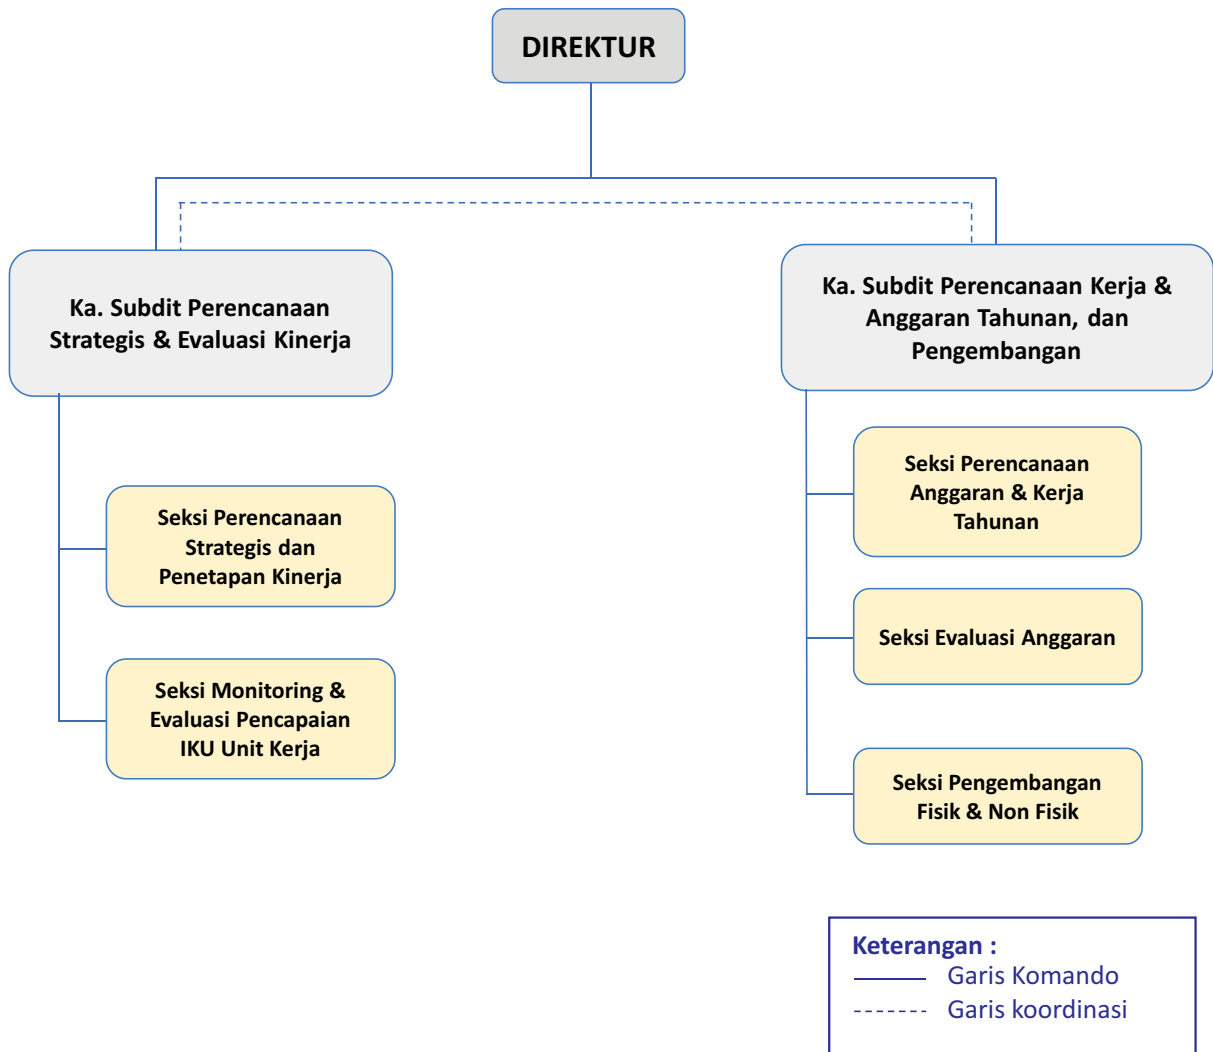 DIREKTUR
Ka. Subdit Perencanaan
Strategis & Evaluasi Kinerja
Ka. Subdit Perencanaan Kerja &
Anggaran Tahunan, dan
Pengembangan
Seksi Perencanaan
Strategis dan
Penetapan Kinerja
Seksi Monitoring &
Evaluasi Pencapaian
IKU Unit Kerja
Seksi Perencanaan
Anggaran & Kerja
Tahunan
Seksi Evaluasi Anggaran
Seksi Pengembangan
Fisik & Non Fisik
Keterangan :
Garis Komando
Garis koordinasi